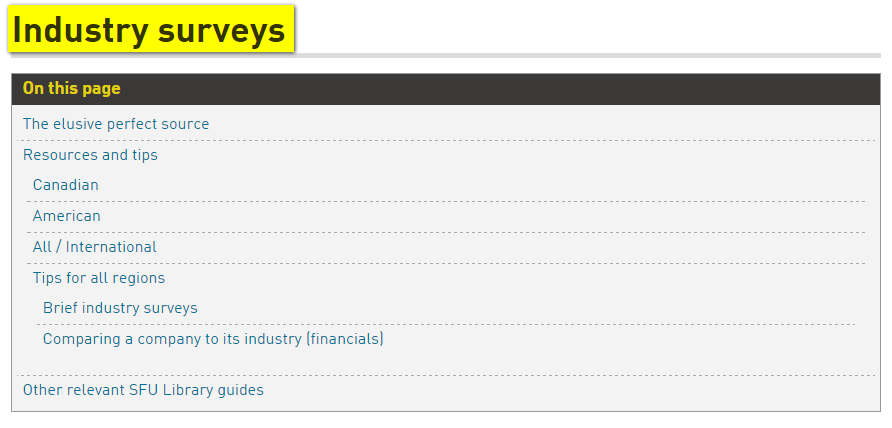 Industry surveys
On this page
The elusive perfect source
Resources and tips
Canadian
American
All / International
Tips for all regions
Brief industry surveys
Comparing a company to its industry (financials)
Other relevant SFU Library guides